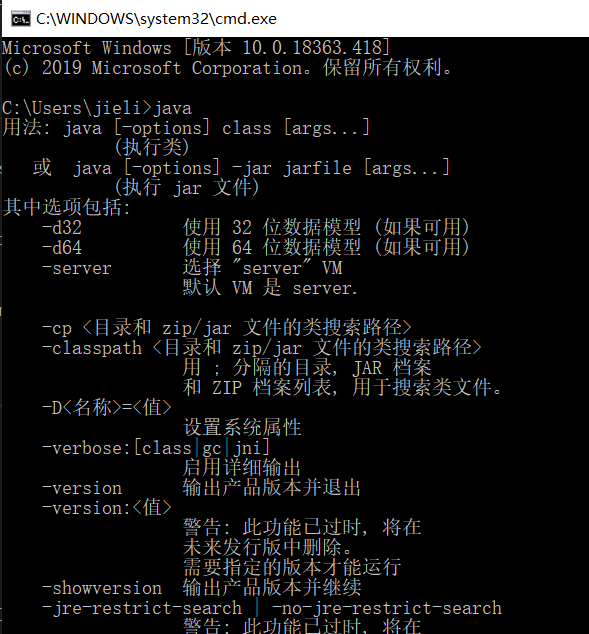 C:\WINDOWS\system32\cmd.exe
Microsoft Windows [版本 10.0.18363.418]
(c) 2019 Microsoft Corporation。保留所有权利。
C:\Users\jieli>java
用法: java [-options] class [args...]
(执行类)
或 java [-options] -jar jarfile [args...]
(执行 jar 文件)
其中选项包括:
-d32 使用 32 位数据模型 (如果可用)
-d64 使用 64 位数据模型 (如果可用)
-server 选择 "server" VM
默认 VM 是 server.
-cp <目录和 zip/jar 文件的类搜索路径>
-classpath <目录和 zip/jar 文件的类搜索路径>
用 ; 分隔的目录, JAR 档案
和 ZIP 档案列表, 用于搜索类文件。
-D<名称>=<值>
设置系统属性
-verbose:[class|gc|jni]
启用详细输出
-version 输出产品版本并退出
-version:<值>
警告: 此功能已过时, 将在
未来发行版中删除。
需要指定的版本才能运行
-showversion 输出产品版本并继续
-jre-restrict-search | -no-jre-restrict-search
警告: 此功能已过时, 将在